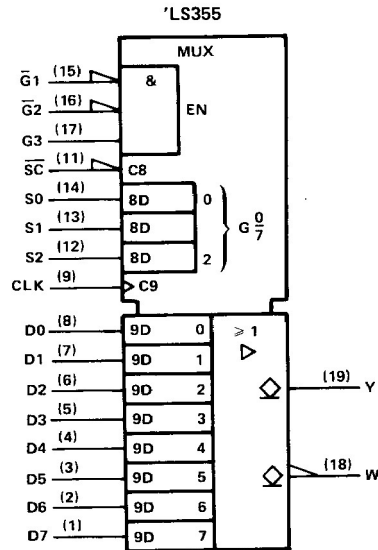 'LS355
MUX
G̅1 (15) & EN
G̅2 (16)
G3 (17)
S̅C̅ (11) C8
S0 (14) 8D 0
S1 (13) 8D G 0/7
S2 (12) 8D 2
CLK (9) C9
D0 (8) 9D 0 ⩾ 1
D1 (7) 9D 1
D2 (6) 9D 2 (19) Y
D3 (5) 9D 3
D4 (4) 9D 4
D5 (3) 9D 5 (18) W
D6 (2) 9D 6
D7 (1) 9D 7